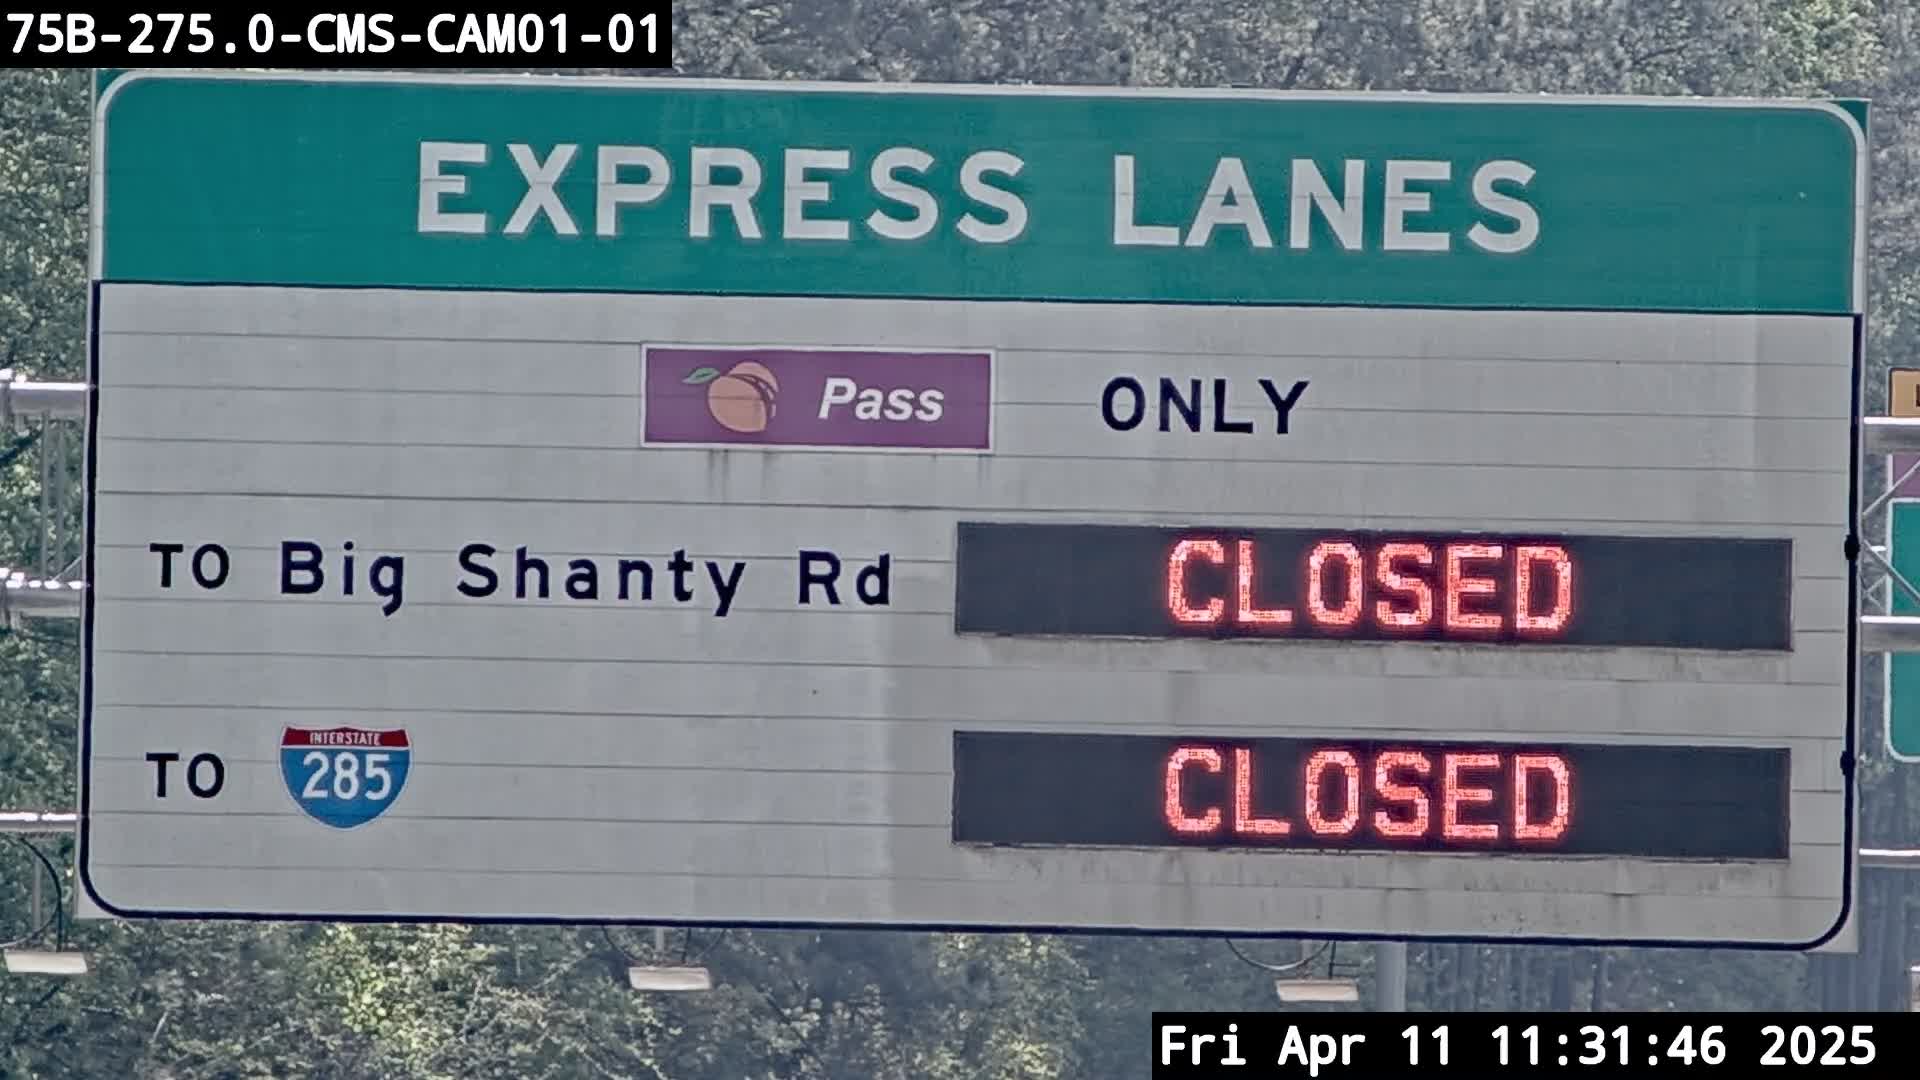 75B-275.0-CMS-CAM01-01
EXPRESS LANES
Pass ONLY
TO Big Shanty Rd CLOSED
TO INTERSTATE 285 CLOSED
Fri Apr 11 11:31:46 2025